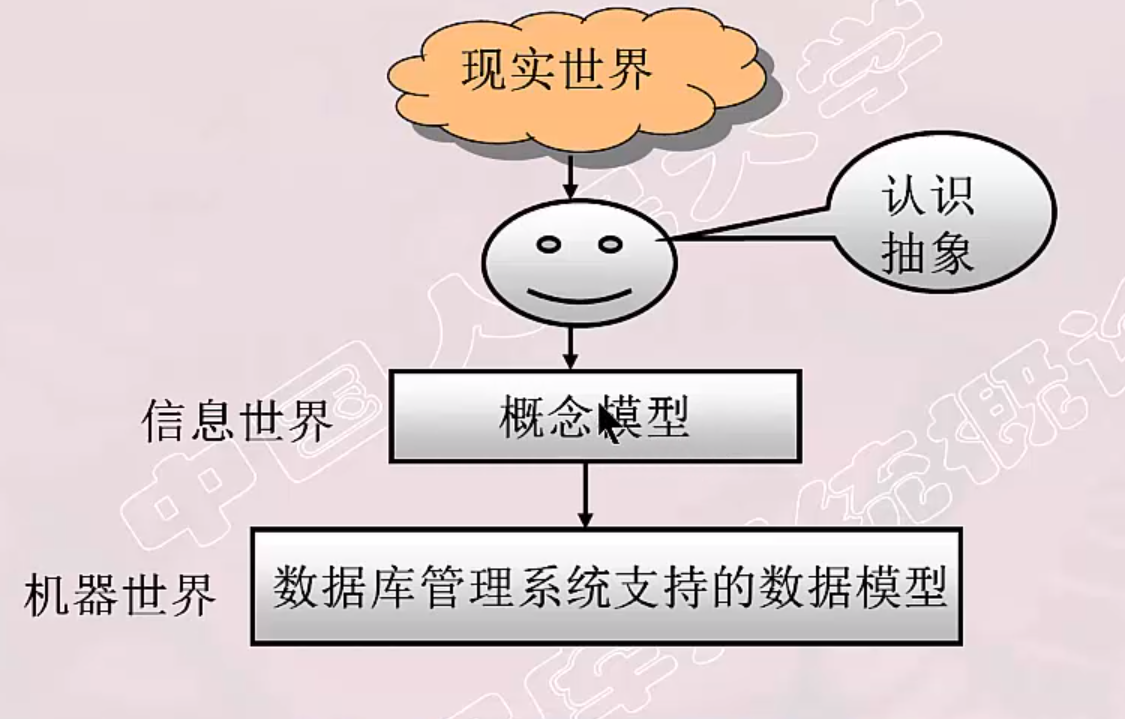 现实世界
认识
抽象
信息世界
概念模型
机器世界
数据库管理系统支持的数据模型